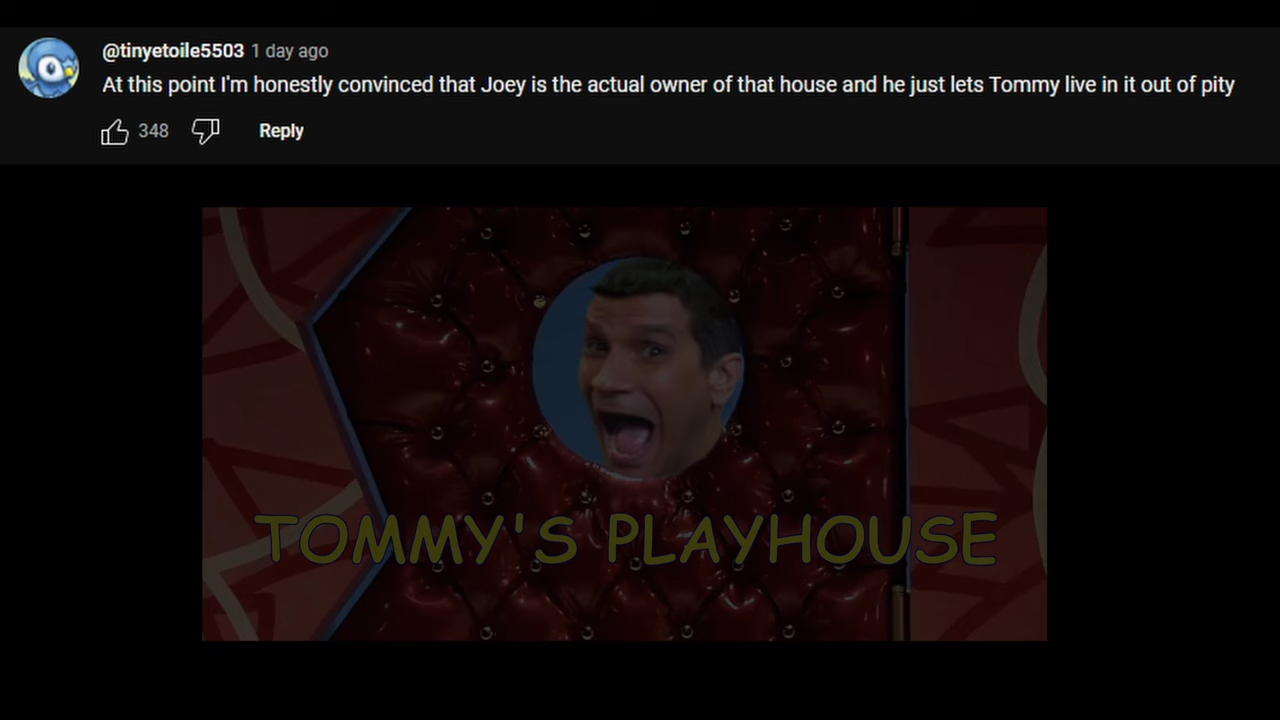 @tinyetoile5503 1 day ago
At this point I'm honestly convinced that Joey is the actual owner of that house and he just lets Tommy live in it out of pity
348 Reply
TOMMY'S PLAYHOUSE